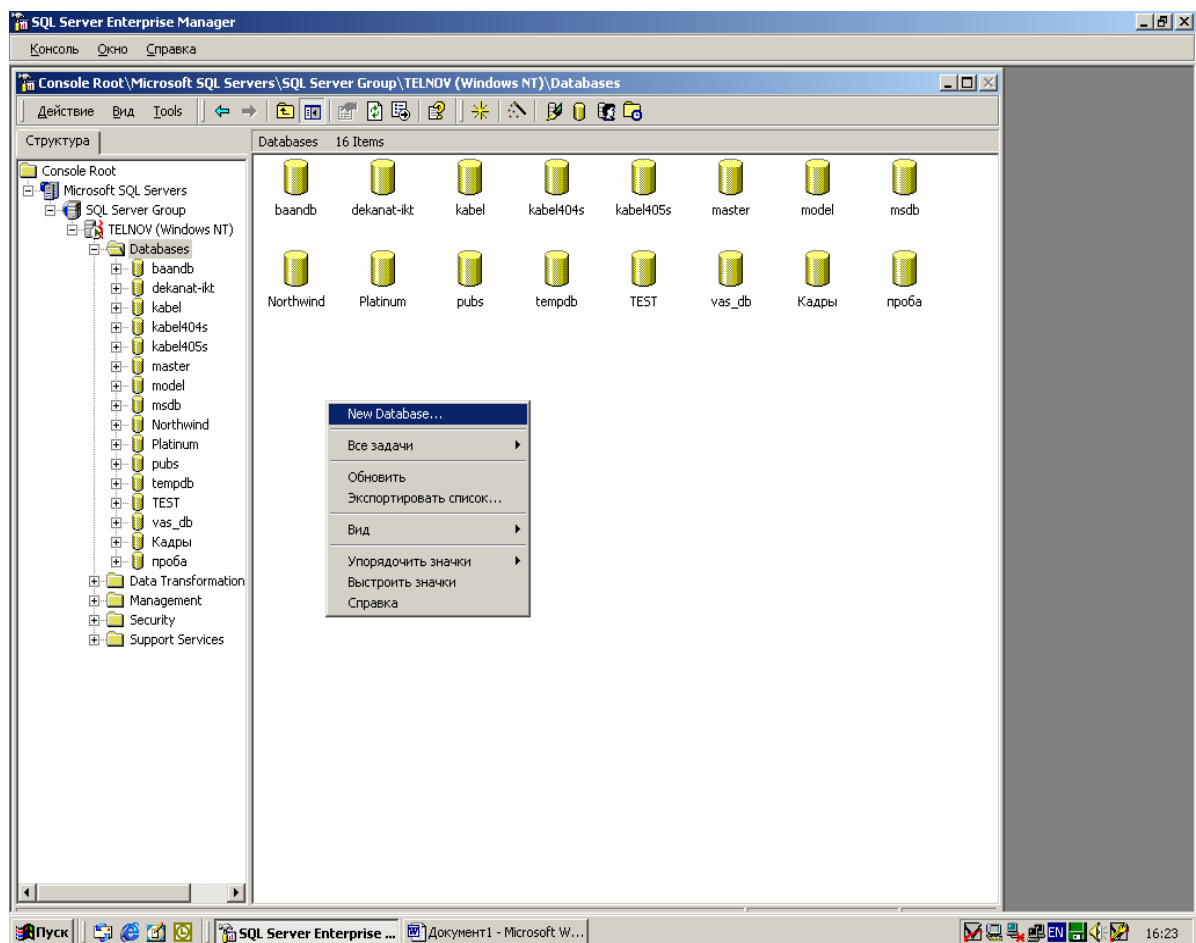 SQL Server Enterprise Manager
Консоль Окно Справка
Console Root\Microsoft SQL Servers\SQL Server Group\TELNOV (Windows NT)\Databases
Действие Вид Tools
Структура
Databases 16 Items
Console Root
Microsoft SQL Servers
SQL Server Group
TELNOV (Windows NT)
Databases
baandb
dekanat-ikt
kabel
kabel404s
kabel405s
master
model
msdb
Northwind
Platinum
pubs
tempdb
TEST
vas_db
Кадры
проба
Data Transformation
Management
Security
Support Services
baandb dekanat-ikt kabel kabel404s kabel405s master model msdb
Northwind Platinum pubs tempdb TEST vas_db Кадры проба
New Database...
Все задачи
Обновить
Экспортировать список...
Вид
Упорядочить значки
Выстроить значки
Справка
Пуск SQL Server Enterprise ... Документ1 - Microsoft W... EN 16:23